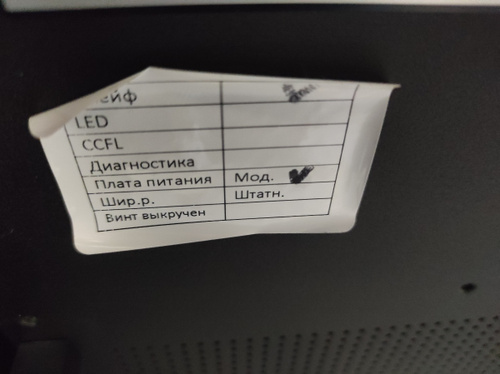 ейф
LED
CCFL
Диагностика
Плата питания Мод.
Шир.р. Штатн.
Винт выкручен